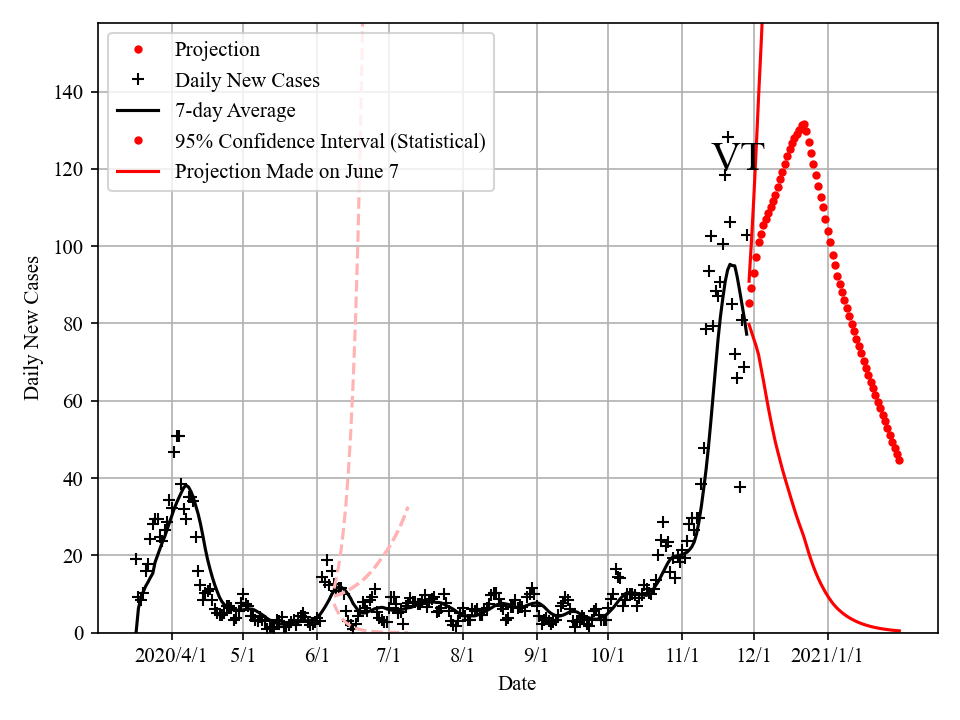 Projection
Daily New Cases
7-day Average
95% Confidence Interval (Statistical)
Projection Made on June 7
VT
Daily New Cases
140
120
100
80
60
40
20
0
2020/4/1 5/1 6/1 7/1 8/1 9/1 10/1 11/1 12/1 2021/1/1
Date